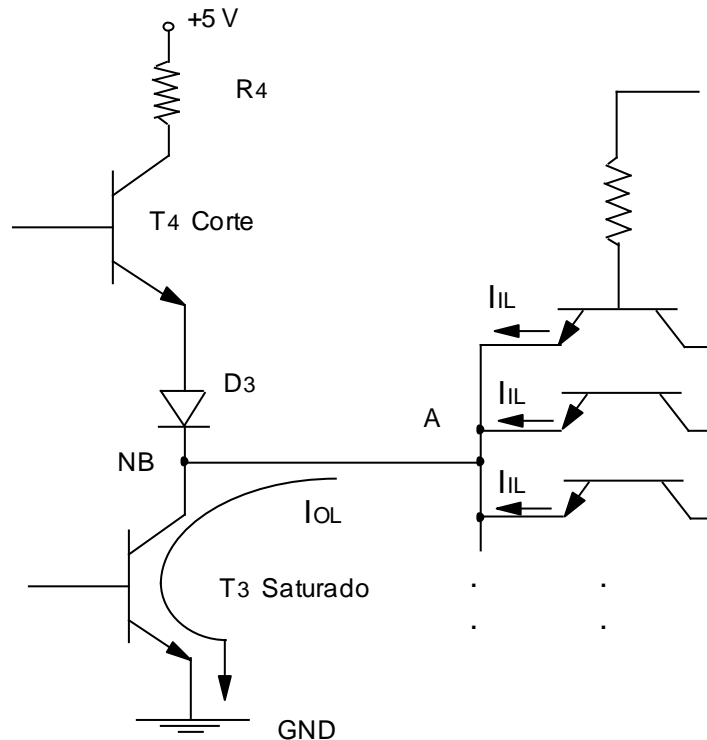 +5 V
R4
T4 Corte
IIL
D3
IIL
A
NB
IIL
IOL
T3 Saturado
GND